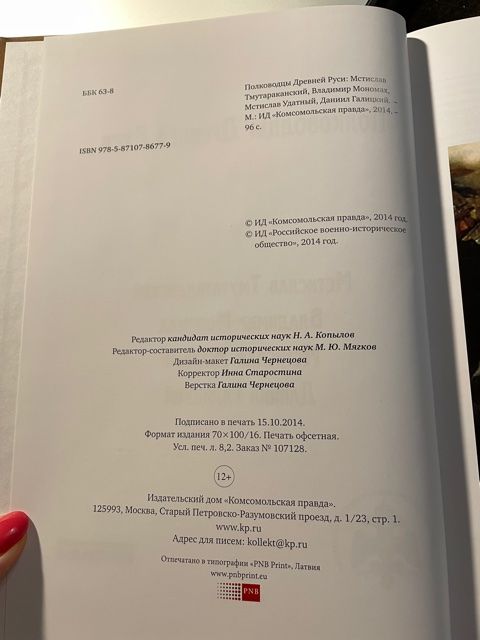 ББК 63-8
Полководцы Древней Руси: Мстислав
Тмутараканский, Владимир Мономах,
Мстислав Удатный, Даниил Галицкий. –
М.: ИД «Комсомольская правда», 2014, –
96 с.
ISBN 978-5-87107-8677-9
© ИД «Комсомольская правда», 2014 год.
© ИД «Российское военно-историческое
общество», 2014 год.
Редактор кандидат исторических наук Н. А. Копылов
Редактор-составитель доктор исторических наук М. Ю. Мягков
Дизайн-макет Галина Чернецова
Корректор Инна Старостина
Верстка Галина Чернецова
Подписано в печать 15.10.2014.
Формат издания 70×100/16. Печать офсетная.
Усл. печ. л. 8,2. Заказ № 107128.
12+
Издательский дом «Комсомольская правда».
125993, Москва, Старый Петровско-Разумовский проезд, д. 1/23, стр. 1.
www.kp.ru
Адрес для писем: kollekt@kp.ru
Отпечатано в типографии «PNB Print», Латвия
www.pnbprint.eu
PNB